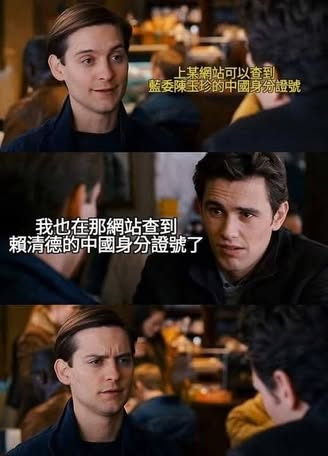 上某網站可以查到
藍委陳玉珍的中國身分證號
我也在那網站查到
賴清德的中國身分證號了